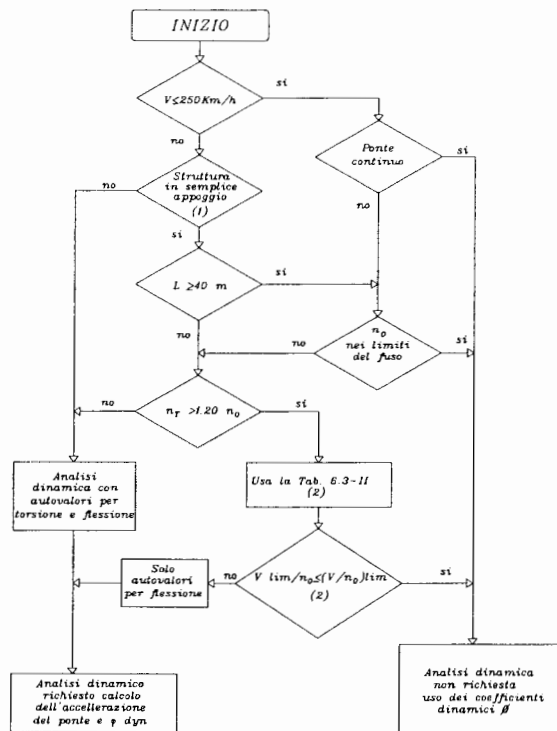 INIZIO
V≤250Km/h
si
no
Ponte
continuo
si
no
Struttura
in semplice
appoggio
(1)
no
si
L ≥40 m
si
no
n₀
nei limiti
del fuso
no
si
n_T >1.20 n₀
no
si
Analisi
dinamica con
autovalori per
torsione e flessione
Usa la Tab. 6.3-II
(2)
Solo
autovalori
per flessione
no
V lim/n₀≤(V/n₀)lim
(2)
si
Analisi dinamico
richiesto calcolo
dell'accellerazione
del ponte e φ dyn
Analisi dinamica
non richiesta
uso dei coefficienti
dinamici Ø